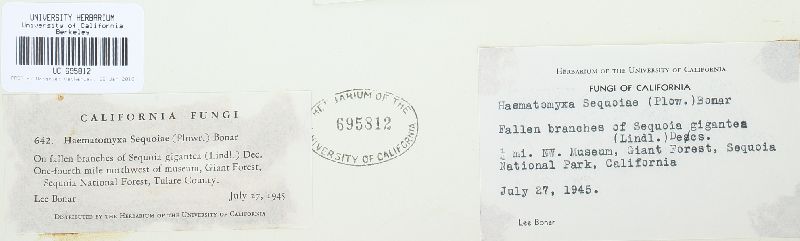 UNIVERSITY HERBARIUM
University of California
Berkeley
UC 695812
CALIFORNIA FUNGI
642. Haematomyxa Sequoiae (Plowr.) Bonar
On fallen branches of Sequoia gigantea (Lindl.) Dec.
One-fourth mile northwest of museum, Giant Forest,
Sequoia National Forest, Tulare County.
Lee Bonar July 27, 1945
DISTRIBUTED BY THE HERBARIUM OF THE UNIVERSITY OF CALIFORNIA
HERBARIUM OF THE
695812
UNIVERSITY OF CALIFORNIA
HERBARIUM OF THE UNIVERSITY OF CALIFORNIA
FUNGI OF CALIFORNIA
Haematomyxa Sequoiae (Plow.)Bonar
Fallen branches of Sequoia gigantea
(Lindl.)
mi. NW. Museum, Giant Forest, Sequoia
National Park, California
July 27, 1945.
Lee Bonar